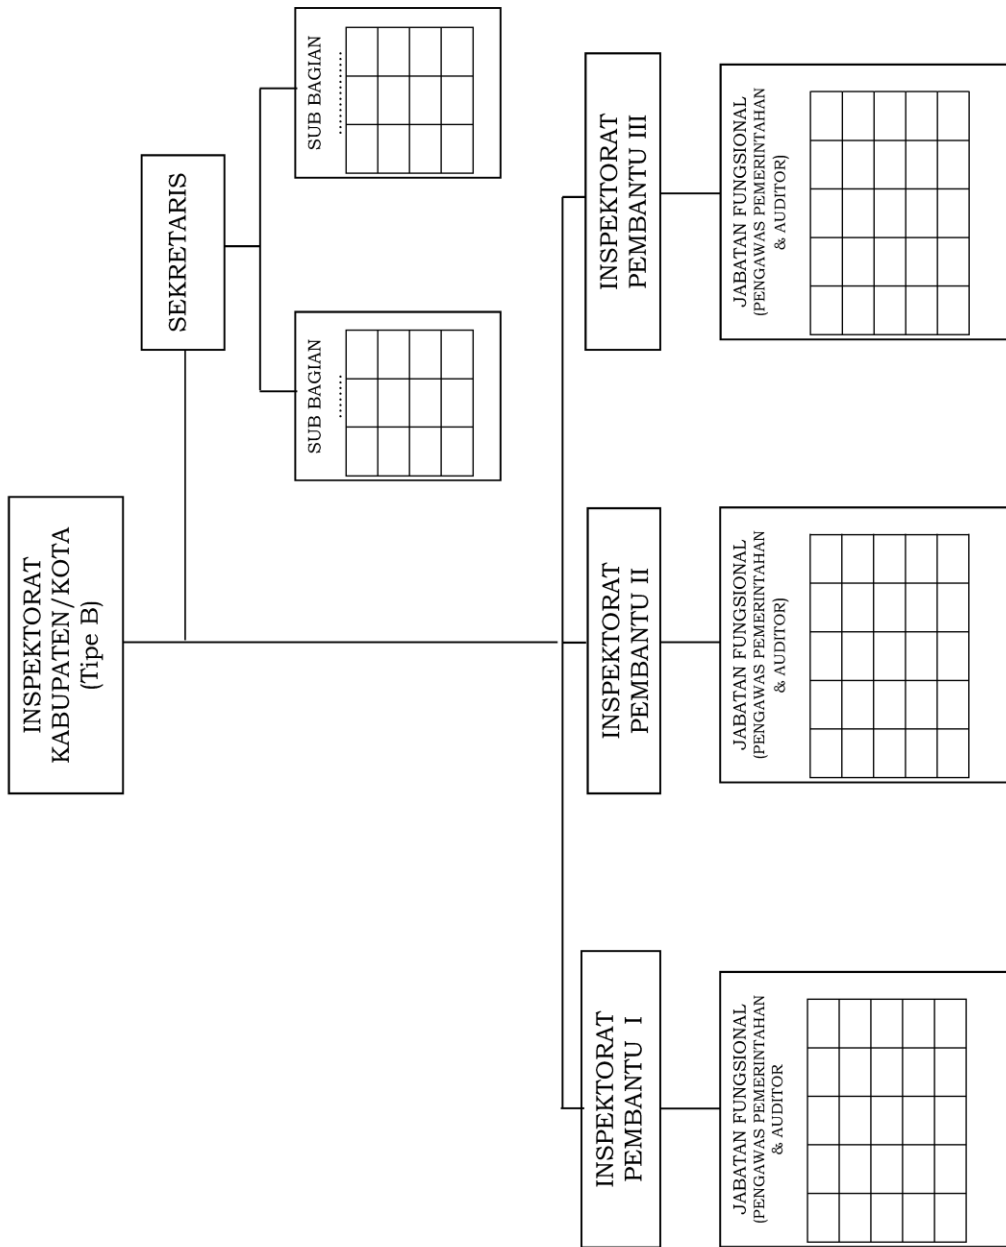 INSPEKTORAT
KABUPATEN/KOTA
(Tipe B)
SEKRETARIS
SUB BAGIAN
........
SUB BAGIAN
...............
INSPEKTORAT
PEMBANTU I
INSPEKTORAT
PEMBANTU II
INSPEKTORAT
PEMBANTU III
JABATAN FUNGSIONAL
(PENGAWAS PEMERINTAHAN
& AUDITOR
JABATAN FUNGSIONAL
(PENGAWAS PEMERINTAHAN
& AUDITOR)
JABATAN FUNGSIONAL
(PENGAWAS PEMERINTAHAN
& AUDITOR)